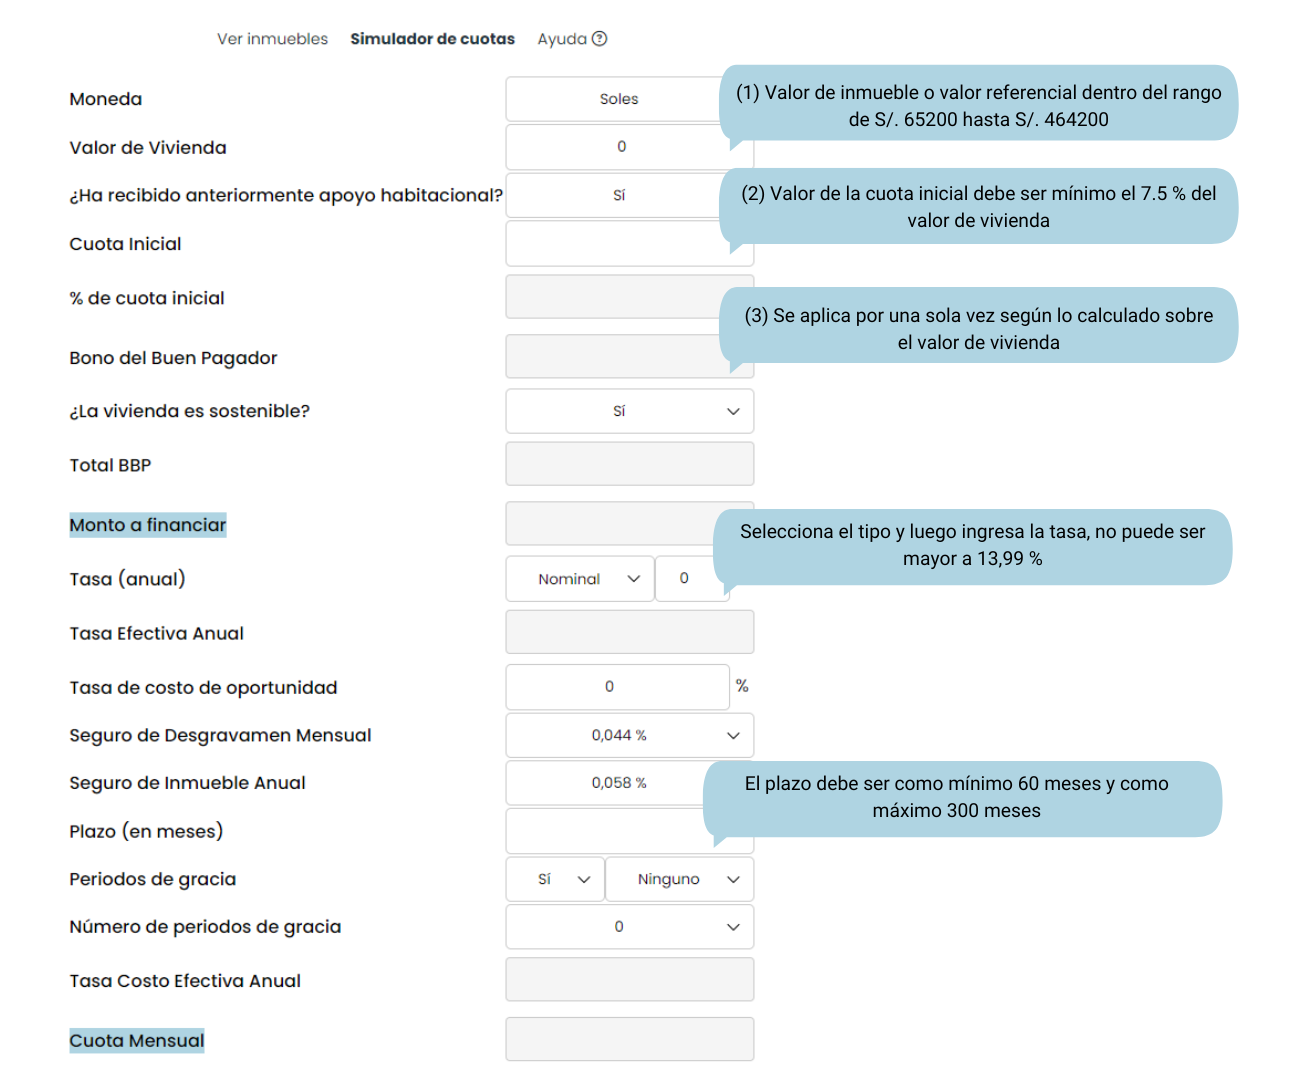 Ver inmuebles Simulador de cuotas Ayuda ?
Moneda Soles
(1) Valor de inmueble o valor referencial dentro del rango
de S/. 65200 hasta S/. 464200
Valor de Vivienda 0
¿Ha recibido anteriormente apoyo habitacional? Sí
(2) Valor de la cuota inicial debe ser mínimo el 7.5 % del
valor de vivienda
Cuota Inicial
% de cuota inicial
(3) Se aplica por una sola vez según lo calculado sobre
el valor de vivienda
Bono del Buen Pagador
¿La vivienda es sostenible? Sí
Total BBP
Monto a financiar
Selecciona el tipo y luego ingresa la tasa, no puede ser
mayor a 13,99 %
Tasa (anual) Nominal 0
Tasa Efectiva Anual
Tasa de costo de oportunidad 0 %
Seguro de Desgravamen Mensual 0,044 %
Seguro de Inmueble Anual 0,058 %
El plazo debe ser como mínimo 60 meses y como
máximo 300 meses
Plazo (en meses)
Periodos de gracia Sí Ninguno
Número de periodos de gracia 0
Tasa Costo Efectiva Anual
Cuota Mensual